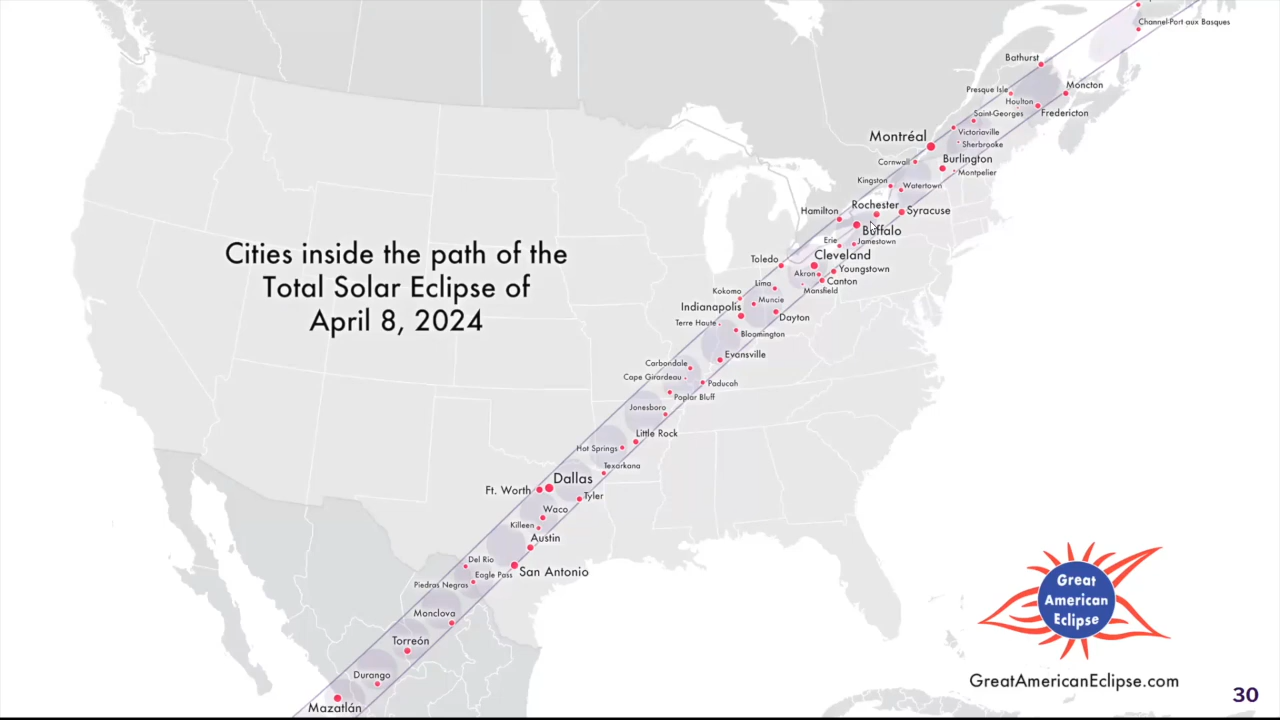 Channel-Port aux Basques
Bathurst
Presque Isle
Moncton
Houlton
Saint-Georges
Fredericton
Montréal
Victoriaville
Sherbrooke
Cornwall
Burlington
Montpelier
Kingston
Watertown
Rochester
Hamilton
Syracuse
Buffalo
Erie
Jamestown
Cities inside the path of the
Total Solar Eclipse of
April 8, 2024
Toledo
Cleveland
Akron
Youngstown
Canton
Lima
Mansfield
Kokomo
Muncie
Indianapolis
Dayton
Terre Haute
Bloomington
Evansville
Carbondale
Cape Girardeau
Paducah
Poplar Bluff
Jonesboro
Little Rock
Hot Springs
Texarkana
Dallas
Ft. Worth
Tyler
Waco
Killeen
Austin
Del Rio
San Antonio
Eagle Pass
Piedras Negras
Monclova
Torreón
Durango
Mazatlán
Great
American
Eclipse
GreatAmericanEclipse.com
30